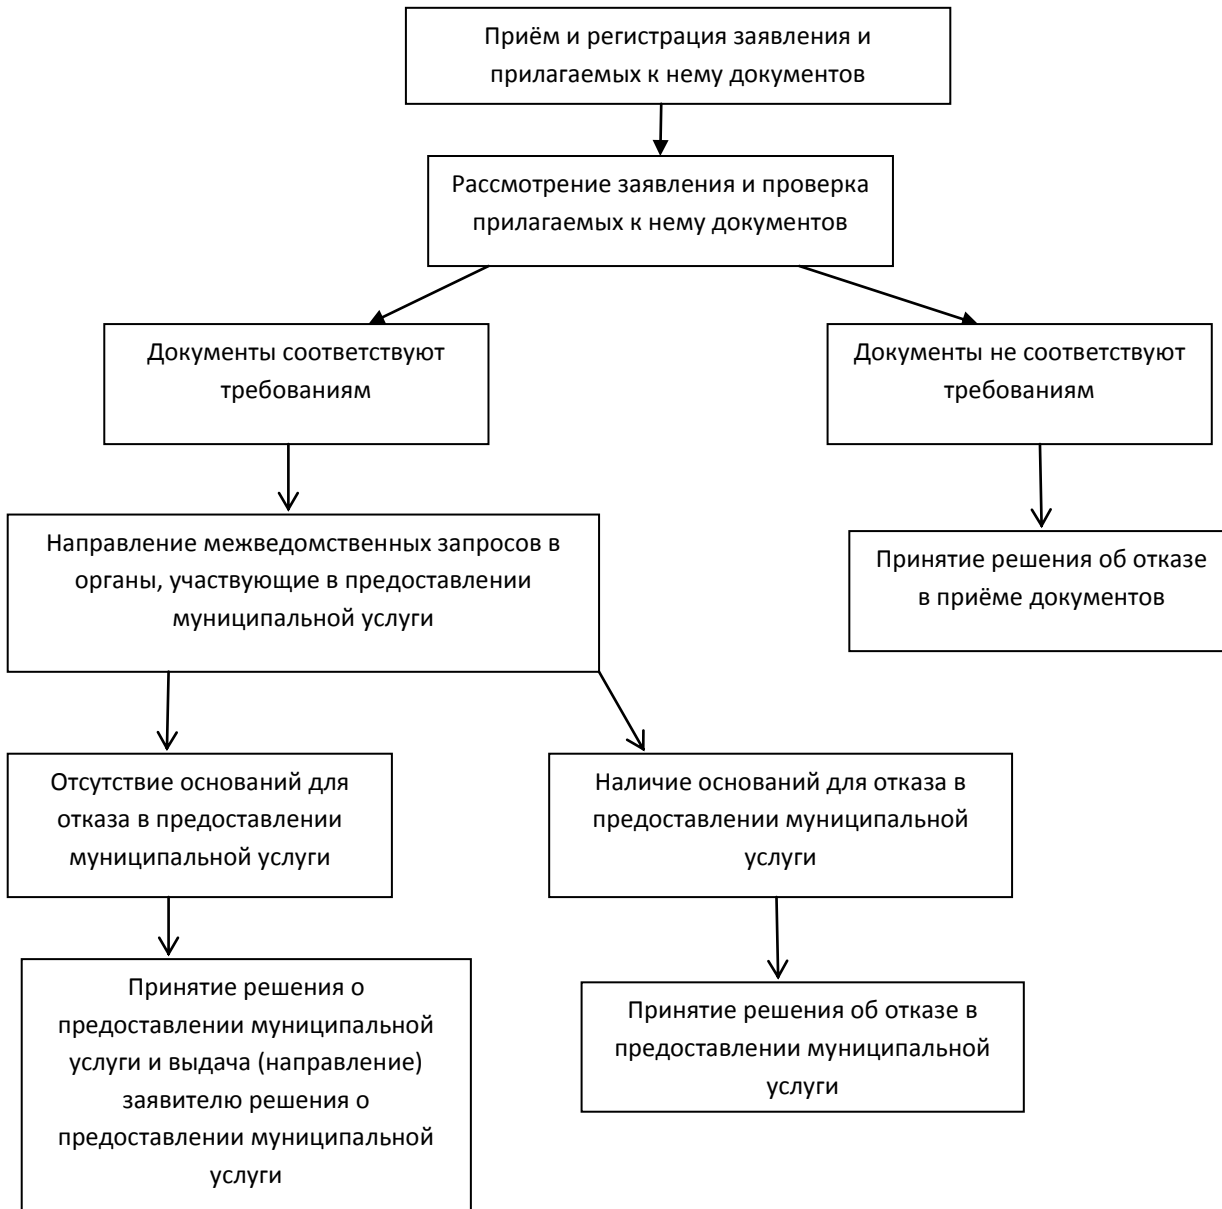 Приём и регистрация заявления и
прилагаемых к нему документов
Рассмотрение заявления и проверка
прилагаемых к нему документов
Документы соответствуют
требованиям
Документы не соответствуют
требованиям
Направление межведомственных запросов в
органы, участвующие в предоставлении
муниципальной услуги
Принятие решения об отказе
в приёме документов
Отсутствие оснований для
отказа в предоставлении
муниципальной услуги
Наличие оснований для отказа в
предоставлении муниципальной
услуги
Принятие решения о
предоставлении муниципальной
услуги и выдача (направление)
заявителю решения о
предоставлении муниципальной
услуги
Принятие решения об отказе в
предоставлении муниципальной
услуги